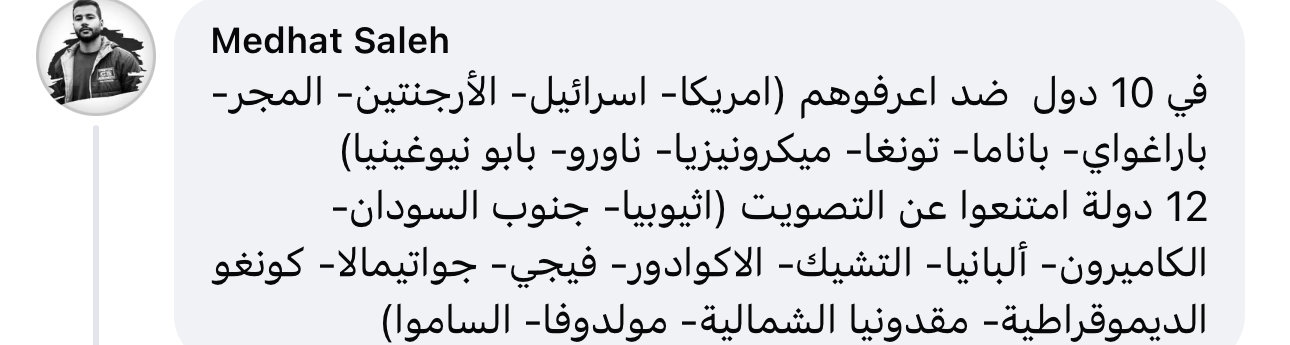 Medhat Saleh
في 10 دول ضد اعرفوهم (امريكا- اسرائيل- الأرجنتين- المجر-
باراغواي- باناما- تونغا- ميكرونيزيا- ناورو- بابو نيوغينيا)
12 دولة امتنعوا عن التصويت (اثيوبيا- جنوب السودان-
الكاميرون- ألبانيا- التشيك- الاكوادور- فيجي- جواتيمالا- كونغو
الديموقراطية- مقدونيا الشمالية- مولدوفا- الساموا)